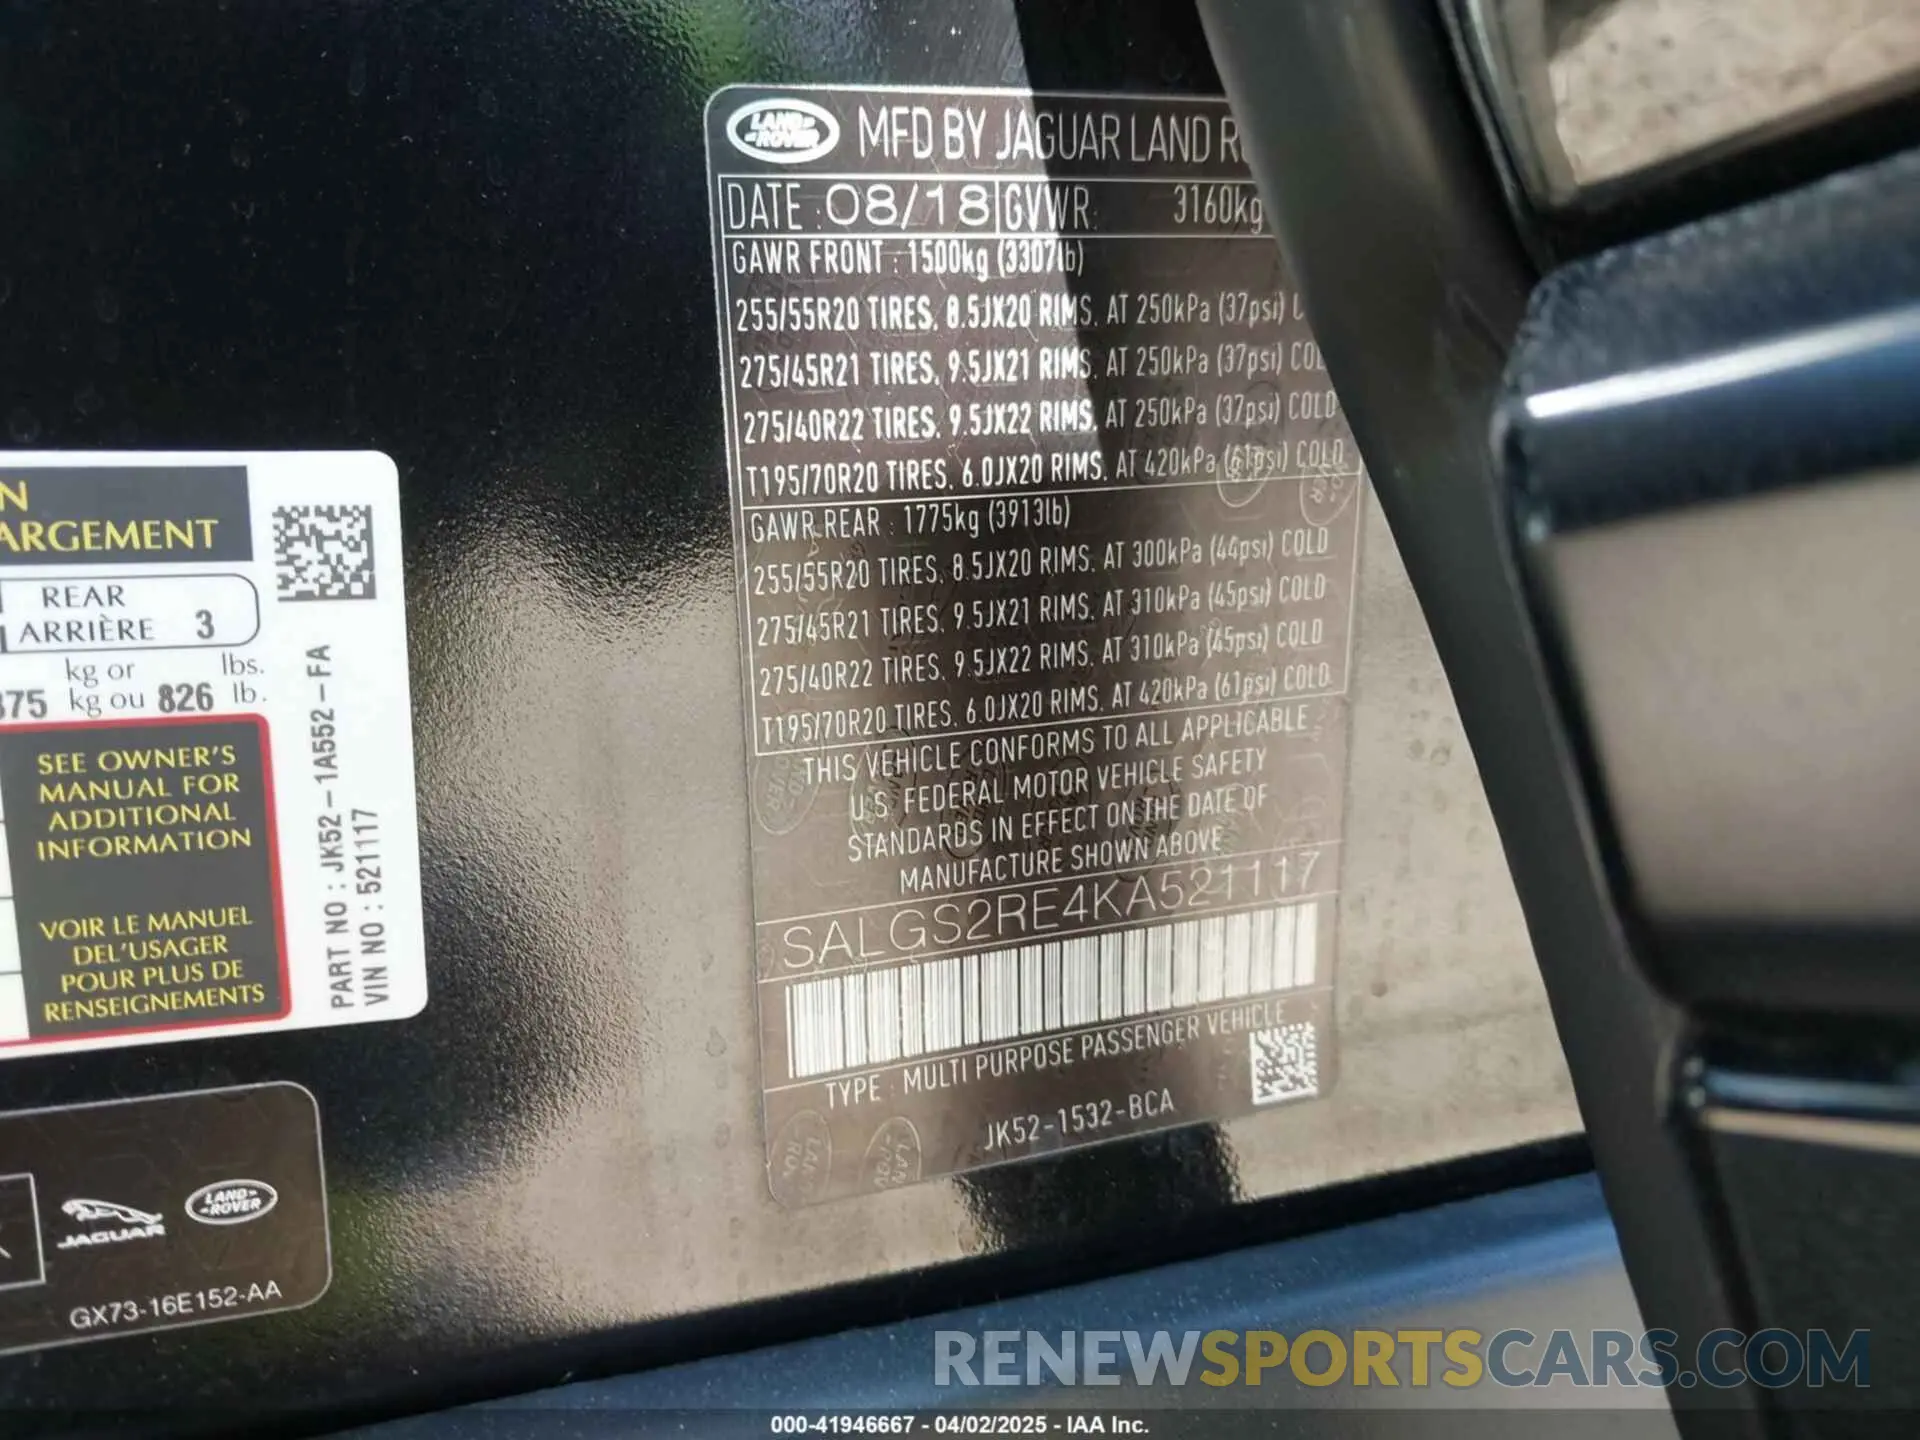 LAND ROVER MFD BY JAGUAR LAND
DATE : 08/18 GVWR: 3160kg
GAWR FRONT : 1500kg (3307lb)
255/55R20 TIRES, 8.5JX20 RIMS, AT 250kPa (37psi)
275/45R21 TIRES, 9.5JX21 RIMS, AT 250kPa (37psi) COL
275/40R22 TIRES, 9.5JX22 RIMS, AT 250kPa (37psi) COLD
T195/70R20 TIRES, 6.0JX20 RIMS, AT 420kPa (61psi) COLD
GAWR REAR : 1775kg (3913lb)
255/55R20 TIRES, 8.5JX20 RIMS, AT 300kPa (44psi) COLD
275/45R21 TIRES, 9.5JX21 RIMS, AT 310kPa (45psi) COLD
275/40R22 TIRES, 9.5JX22 RIMS, AT 310kPa (45psi) COLD
T195/70R20 TIRES, 6.0JX20 RIMS, AT 420kPa (61psi) COLD
THIS VEHICLE CONFORMS TO ALL APPLICABLE
U.S. FEDERAL MOTOR VEHICLE SAFETY
STANDARDS IN EFFECT ON THE DATE OF
MANUFACTURE SHOWN ABOVE
SALGS2RE4KA521117
TYPE : MULTI PURPOSE PASSENGER VEHICLE
JK52-1532-BCA
N
ARGEMENT
REAR
ARRIÈRE 3
kg or lbs.
375 kg ou 826 lb.
SEE OWNER'S
MANUAL FOR
ADDITIONAL
INFORMATION
VOIR LE MANUEL
DEL'USAGER
POUR PLUS DE
RENSEIGNEMENTS
PART NO : JK52-1A552-FA
VIN NO : 521117
JAGUAR LAND ROVER
GX73-16E152-AA
RENEWSPORTSCARS.COM
000-41946667 - 04/02/2025 - IAA Inc.